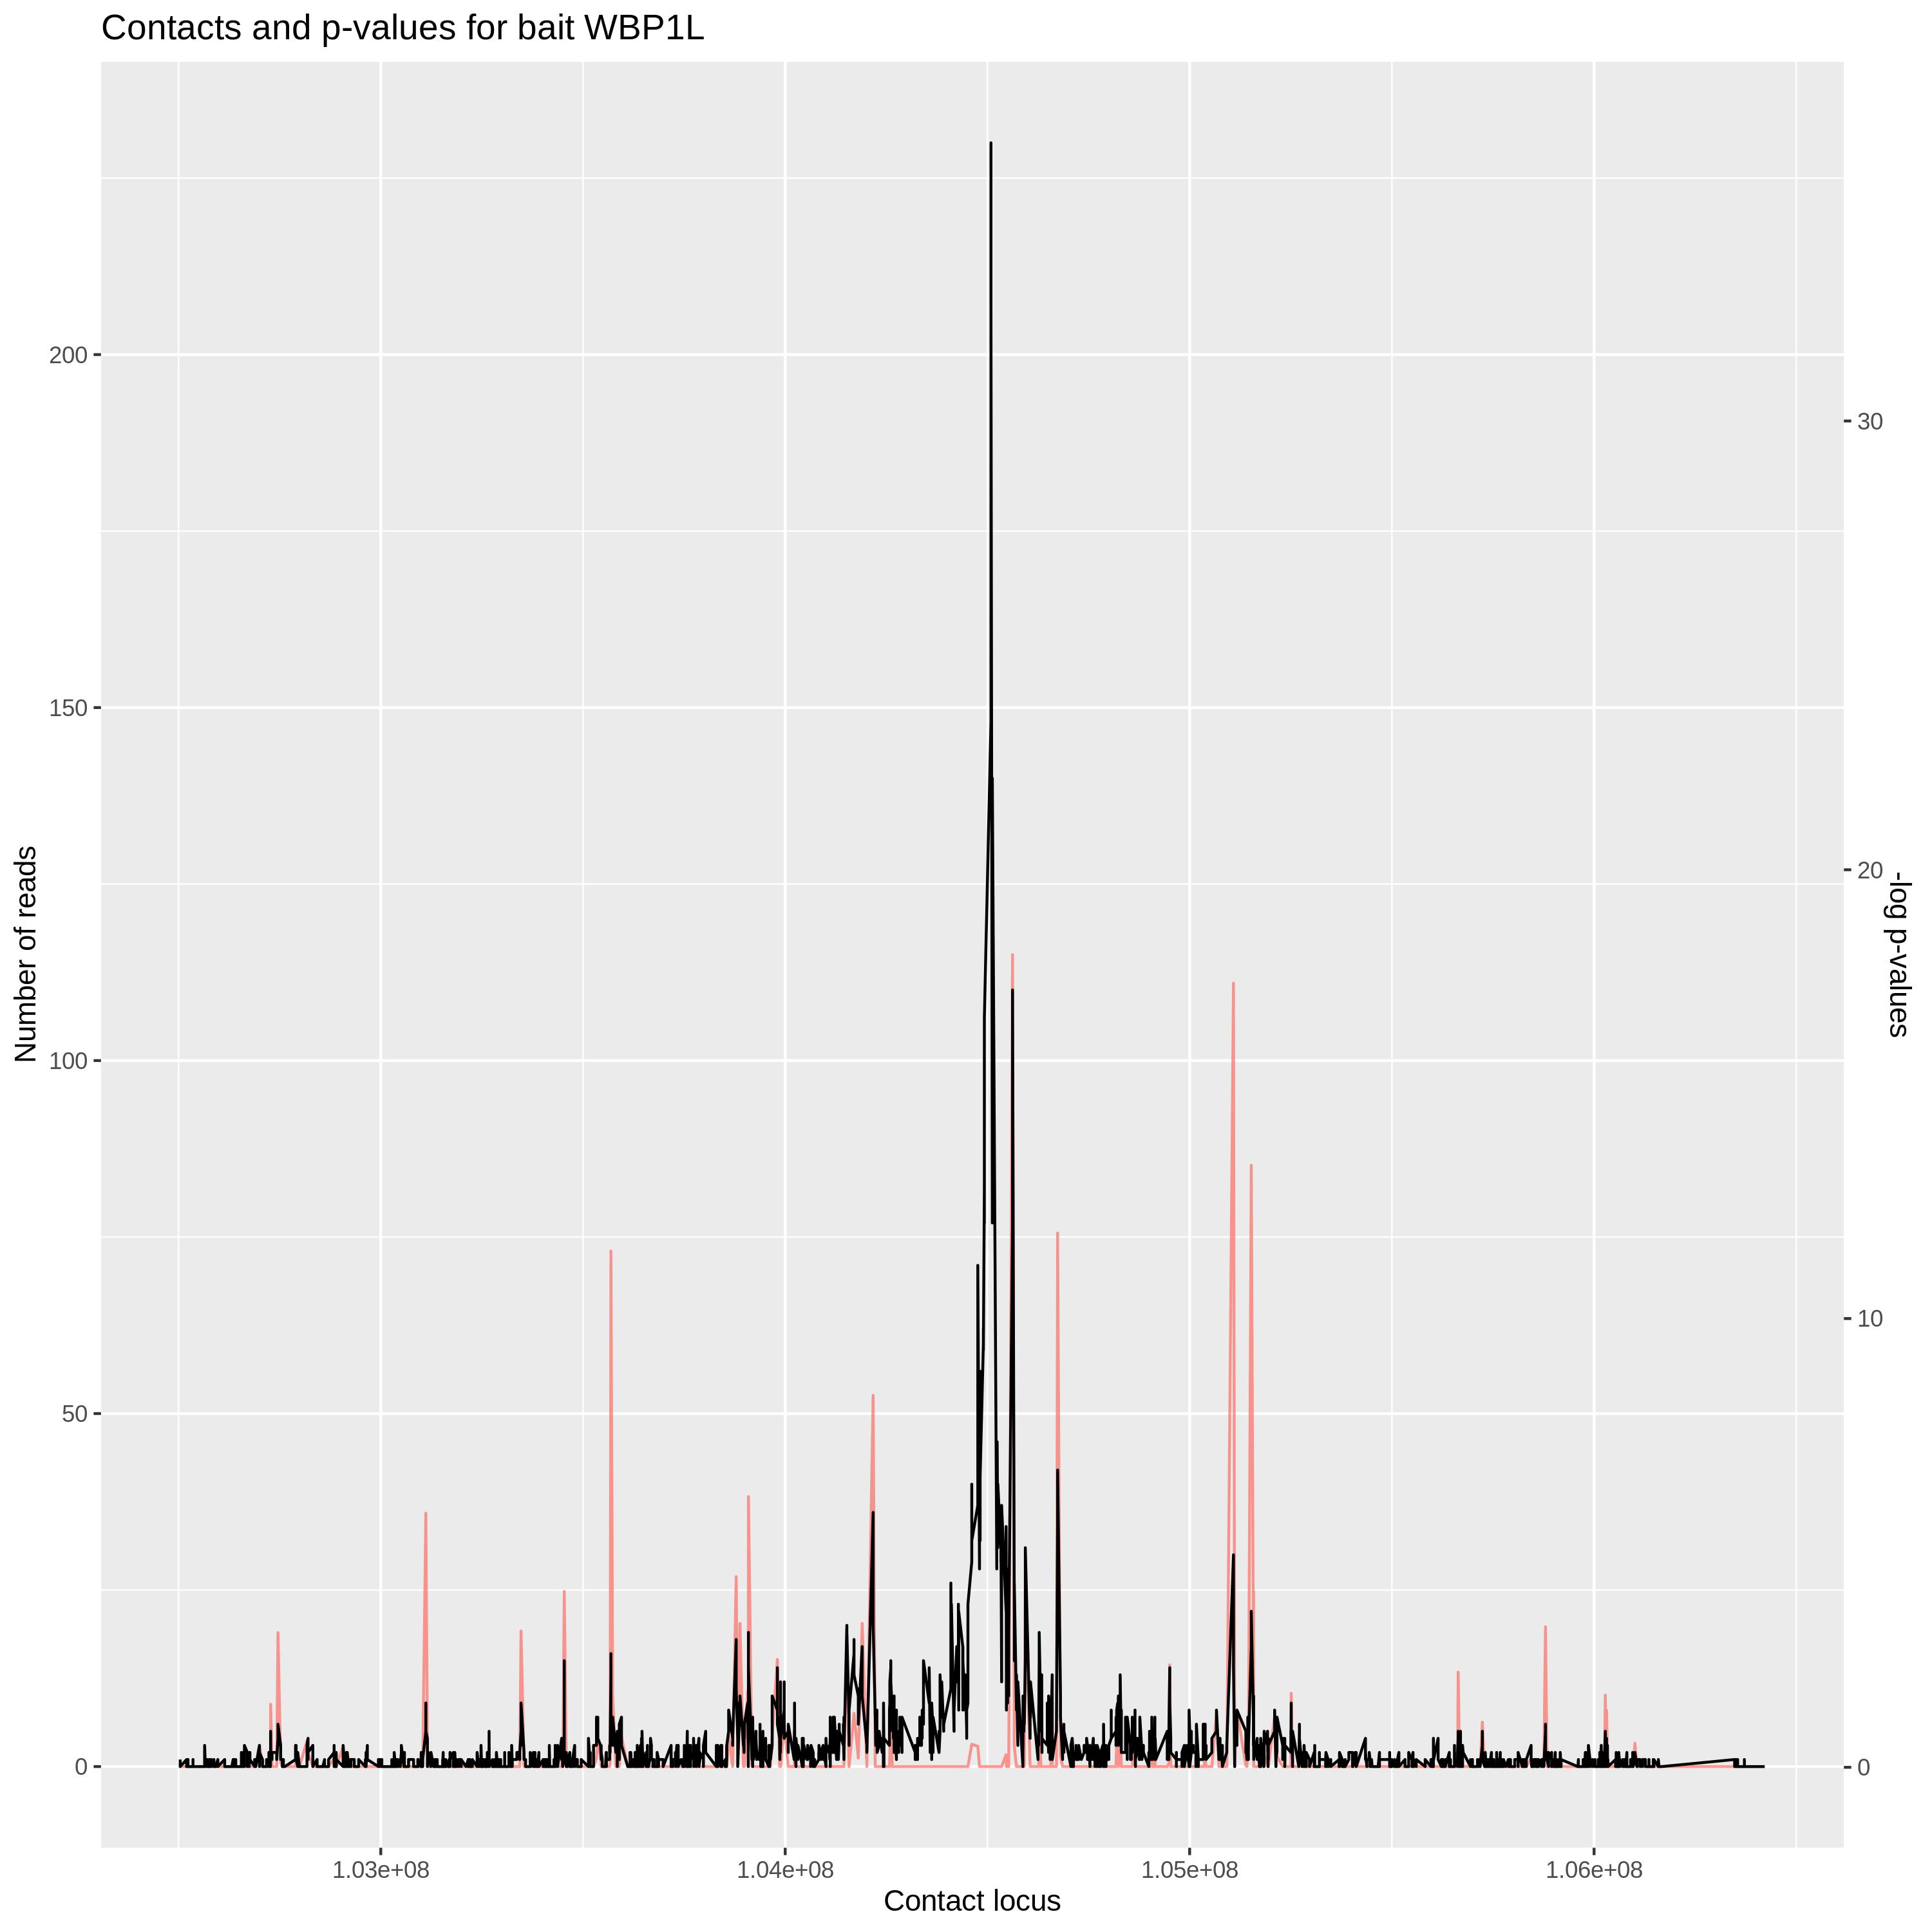 Contacts and p-values for bait WBP1L
200
150
100
50
0
Number of reads
30
20
10
0
-log p-values
1.03e+08
1.04e+08
1.05e+08
1.06e+08
Contact locus